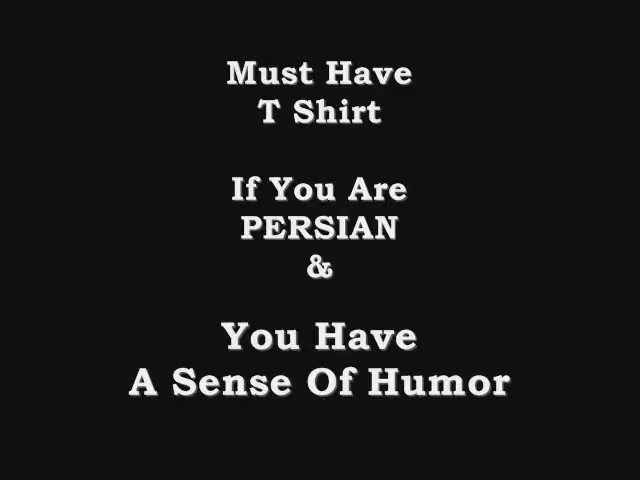 Must Have
T Shirt
If You Are
PERSIAN
&
You Have
A Sense Of Humor